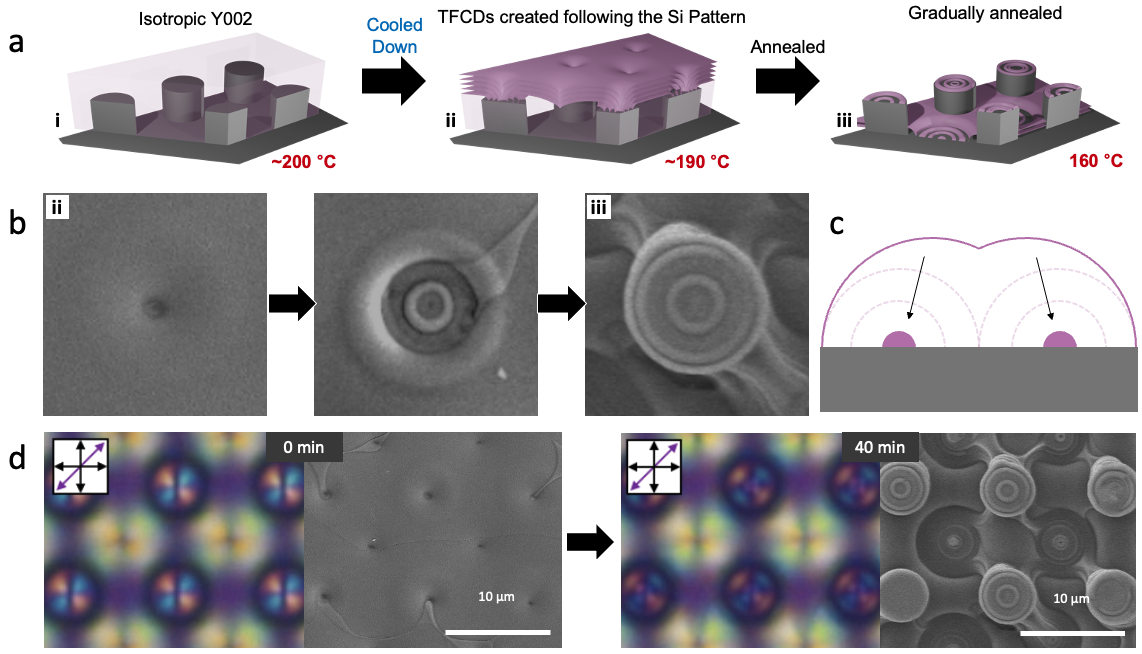 a
Isotropic Y002
Cooled
Down
TFCDs created following the Si Pattern
Annealed
Gradually annealed
i
~200 °C
ii
~190 °C
iii
160 °C
b
ii
iii
c
d
0 min
10 µm
40 min
10 µm